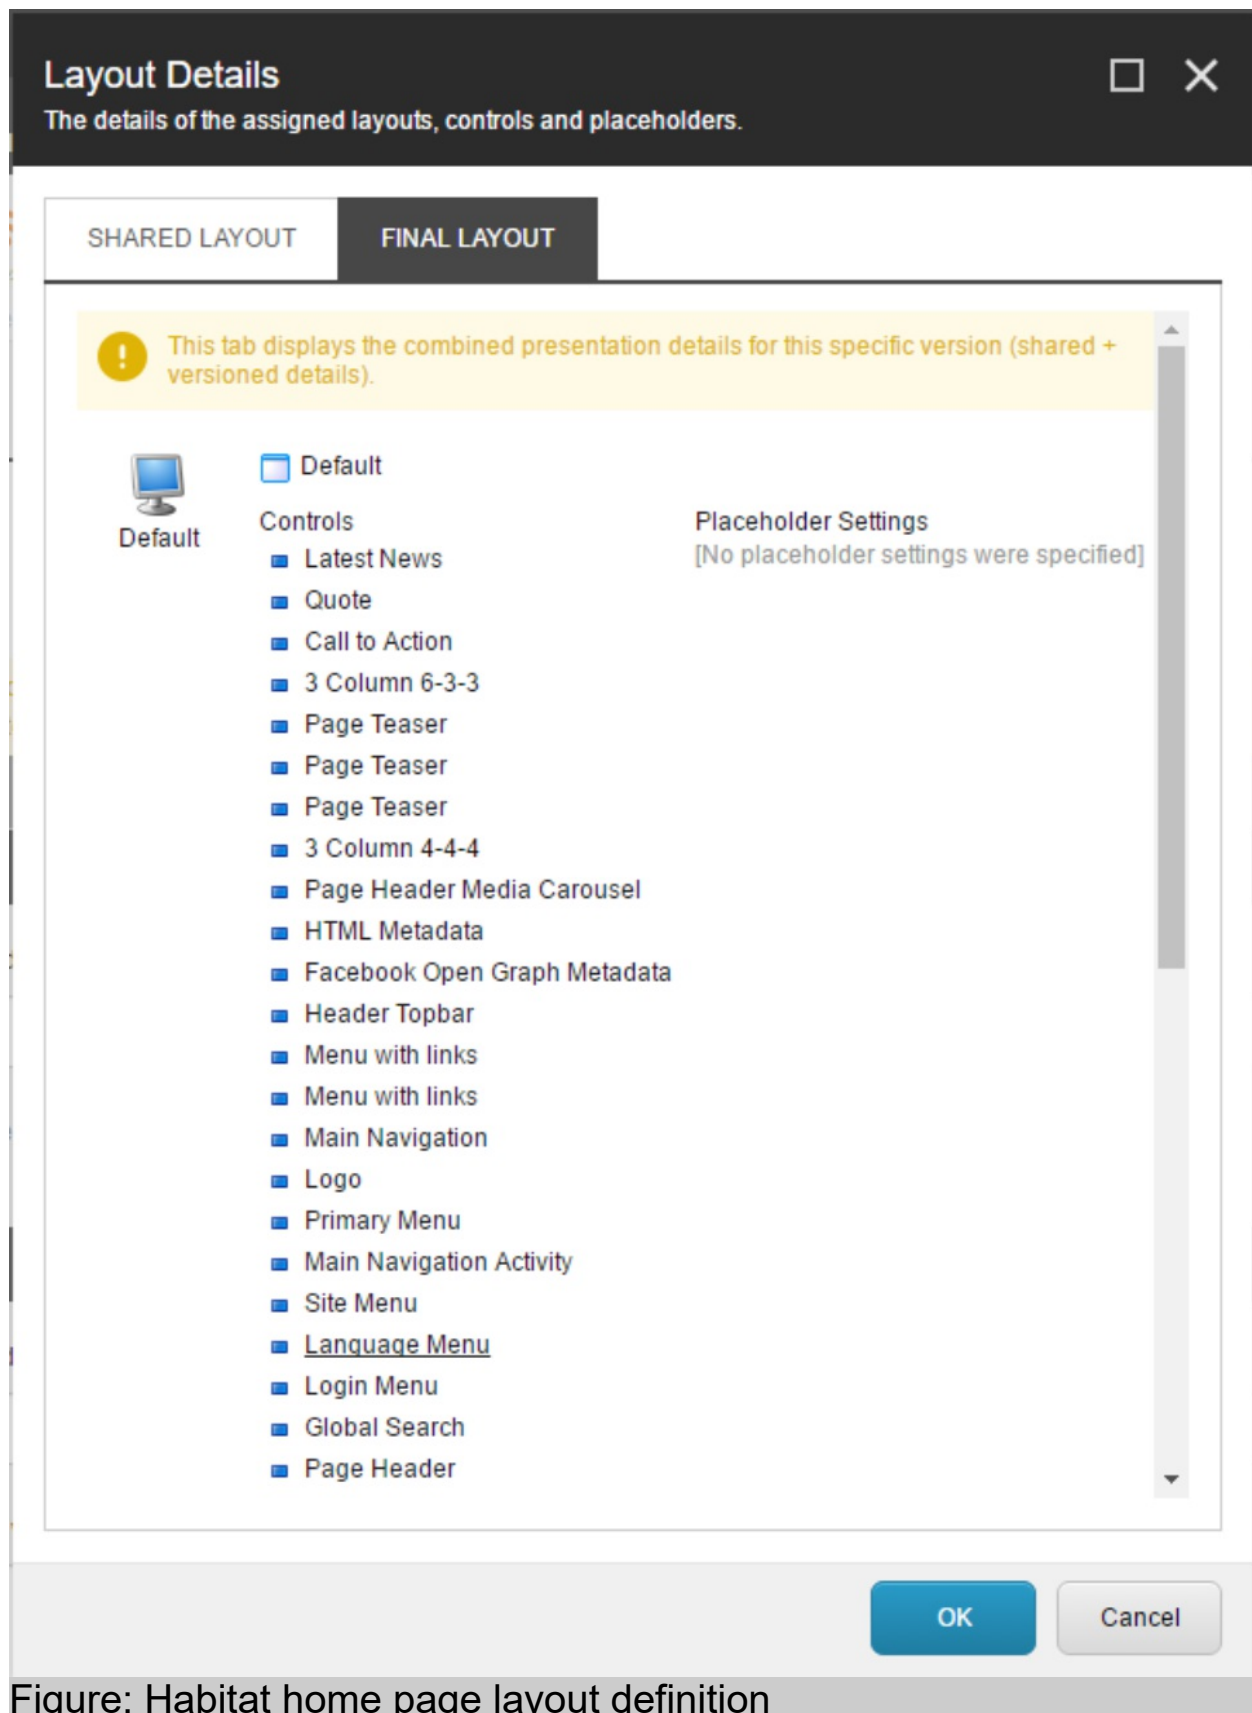 Layout Details
The details of the assigned layouts, controls and placeholders.
SHARED LAYOUT
FINAL LAYOUT
This tab displays the combined presentation details for this specific version (shared +
versioned details).
Default
Default
Controls
Placeholder Settings
Latest News
[No placeholder settings were specified]
Quote
Call to Action
3 Column 6-3-3
Page Teaser
Page Teaser
Page Teaser
3 Column 4-4-4
Page Header Media Carousel
HTML Metadata
Facebook Open Graph Metadata
Header Topbar
Menu with links
Menu with links
Main Navigation
Logo
Primary Menu
Main Navigation Activity
Site Menu
Language Menu
Login Menu
Global Search
Page Header
OK
Cancel
Figure: Habitat home page layout definition